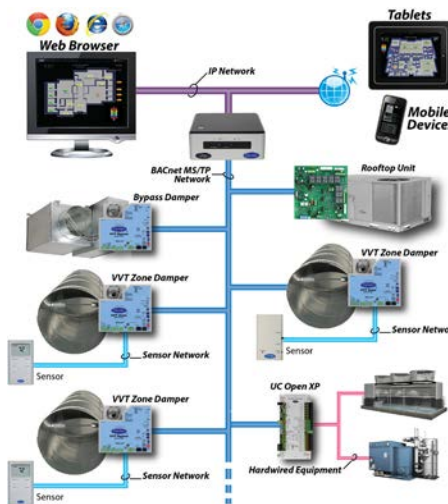 Web Browser
Tablets
IP Network
Mobile
Device
BACnet MS/TP
Network
Rooftop Unit
Bypass Damper
VVT Zone Damper
VVT Zone Damper
Sensor Network
Sensor
Sensor Netwo
Sensor
VVT Zone Damper
UC Open XP
Sensor Network
Sensor
Hardwired Equipment